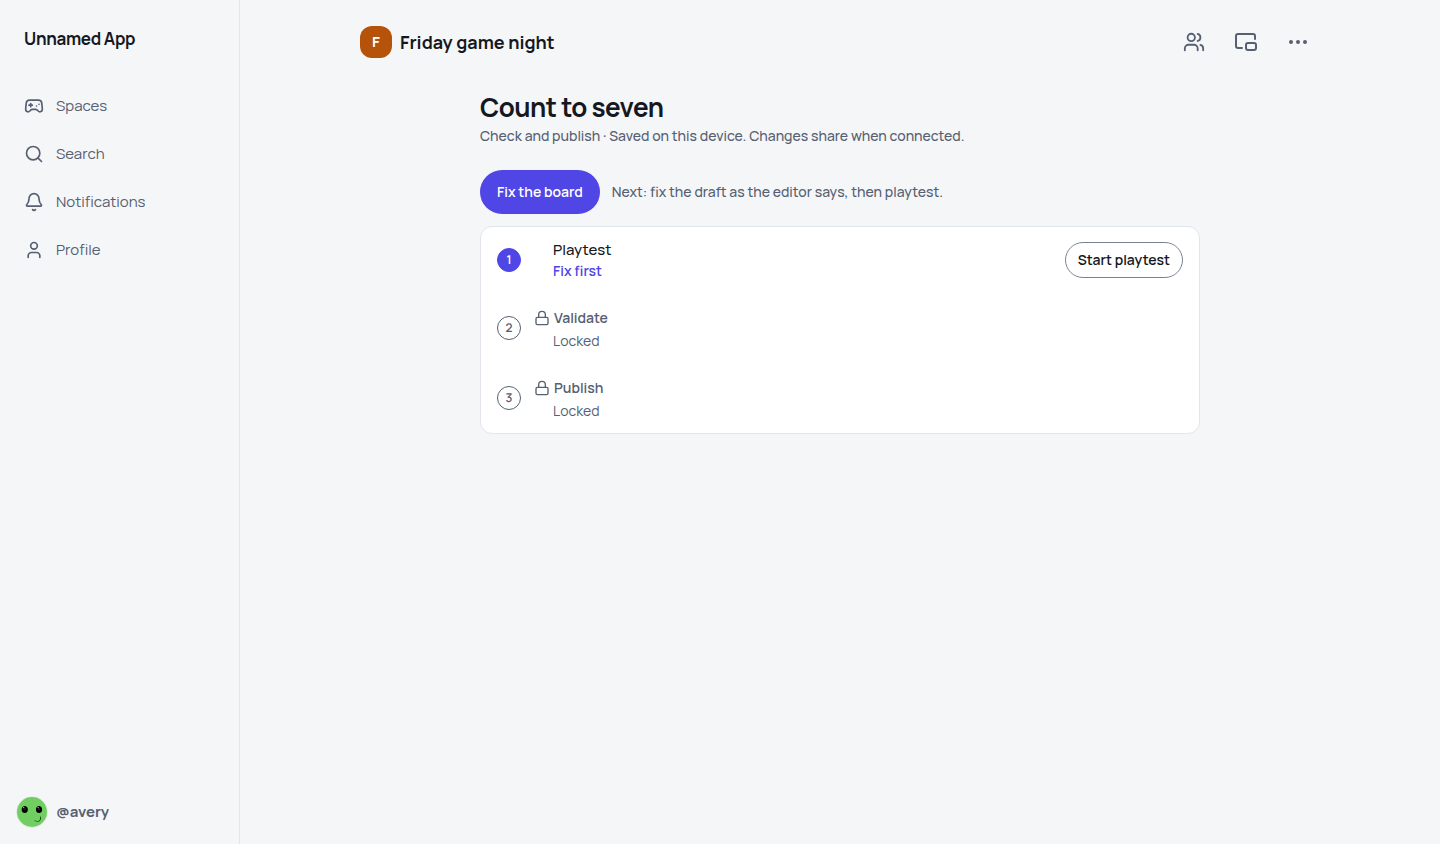 Unnamed App
Spaces
Search
Notifications
Profile
@avery
F
Friday game night
Count to seven
Check and publish · Saved on this device. Changes share when connected.
Fix the board
Next: fix the draft as the editor says, then playtest.
1
Playtest
Fix first
Start playtest
2
Validate
Locked
3
Publish
Locked